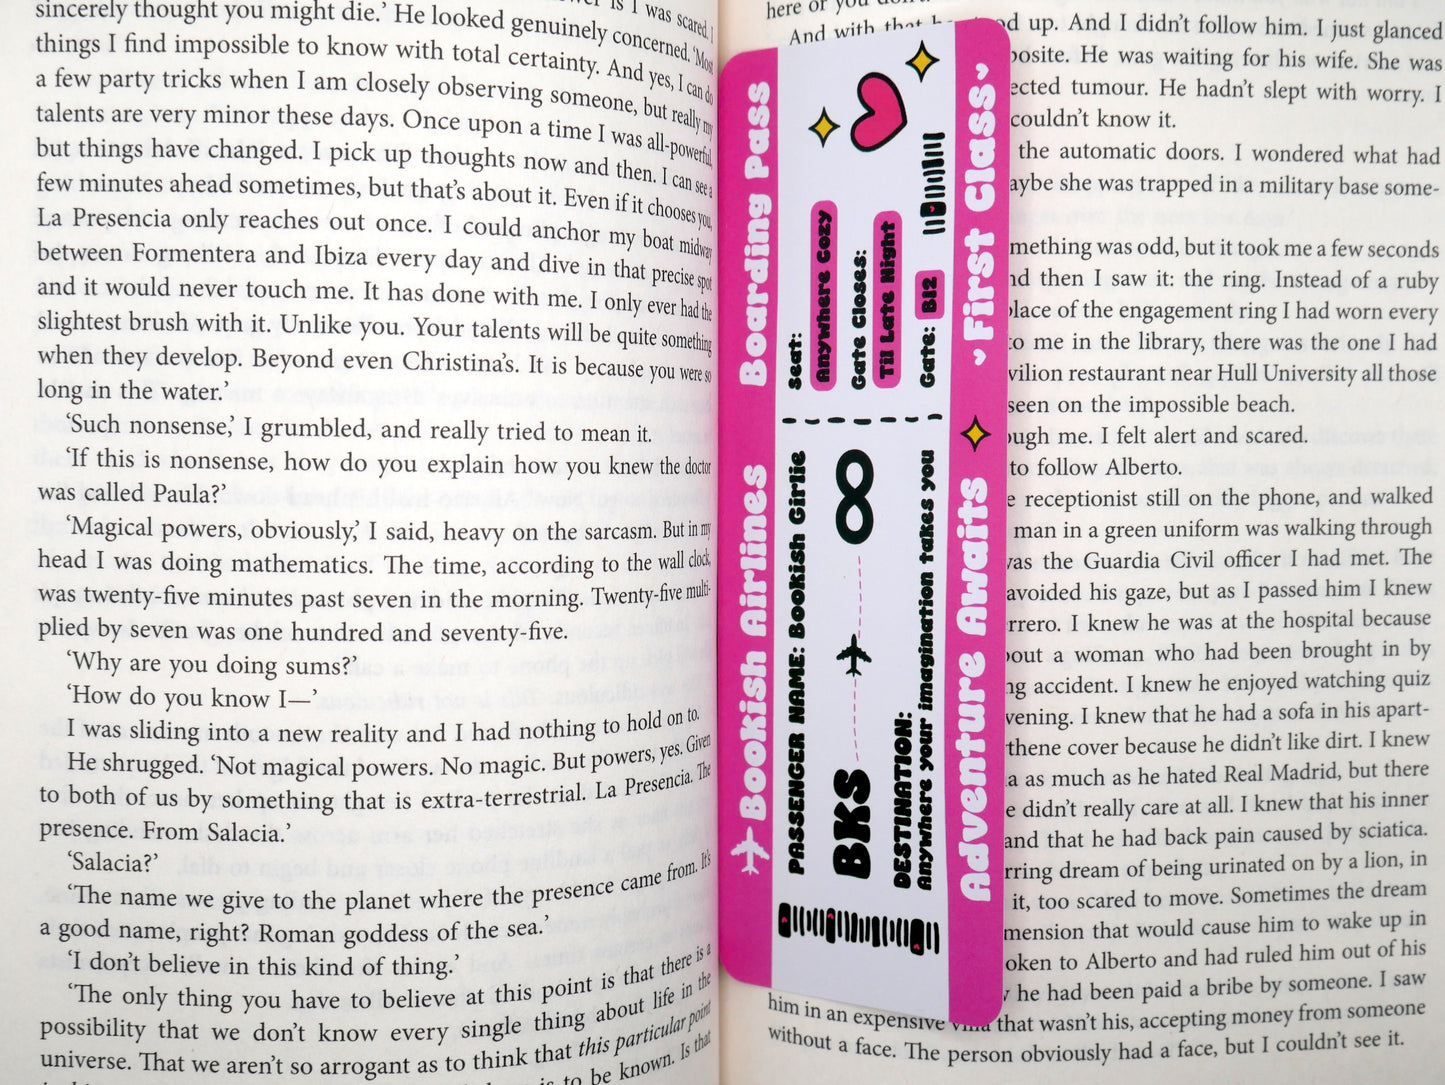 sincerely thought you might die.’ He looked genuinely concerned. ‘Most
things I find impossible to know with total certainty. And yes, I can do
a few party tricks when I am closely observing someone, but really my
talents are very minor these days. Once upon a time I was all-powerful,
but things have changed. I pick up thoughts now and then. I can see a
few minutes ahead sometimes, but that’s about it. Even if it chooses you,
La Presencia only reaches out once. I could anchor my boat midway
between Formentera and Ibiza every day and dive in that precise spot
and it would never touch me. It has done with me. I only ever had the
slightest brush with it. Unlike you. Your talents will be quite something
when they develop. Beyond even Christina’s. It is because you were so
long in the water.’
‘Such nonsense,’ I grumbled, and really tried to mean it.
‘If this is nonsense, how do you explain how you knew the doctor
was called Paula?’
‘Magical powers, obviously,’ I said, heavy on the sarcasm. But in my
head I was doing mathematics. The time, according to the wall clock,
was twenty-five minutes past seven in the morning. Twenty-five multi-
plied by seven was one hundred and seventy-five.
‘Why are you doing sums?’
‘How do you know I—’
I was sliding into a new reality and I had nothing to hold on to.
He shrugged. ‘Not magical powers. No magic. But powers, yes. Given
to both of us by something that is extra-terrestrial. La Presencia. The
presence. From Salacia.’
‘Salacia?’
‘The name we give to the planet where the presence came from. It’s
a good name, right? Roman goddess of the sea.’
‘I don’t believe in this kind of thing.’
‘The only thing you have to believe at this point is that there is a
possibility that we don’t know every single thing about life in the
universe. That we aren’t so arrogant as to think that this particular point
is to be known. Is that
Bookish Airlines Boarding Pass
PASSENGER NAME: Bookish Girlie
BKS
DESTINATION:
Anywhere your imagination takes you
Seat:
Anywhere Cozy
Gate Closes:
Til Late Night
Gate: B12
Adventure Awaits ~First Class~
here or you
And with that he stood up. And I didn’t follow him. I just glanced
posite. He was waiting for his wife. She was
ected tumour. He hadn’t slept with worry. I
couldn’t know it.
the automatic doors. I wondered what had
aybe she was trapped in a military base some-
mething was odd, but it took me a few seconds
nd then I saw it: the ring. Instead of a ruby
place of the engagement ring I had worn every
to me in the library, there was the one I had
vilion restaurant near Hull University all those
seen on the impossible beach.
ough me. I felt alert and scared.
to follow Alberto.
e receptionist still on the phone, and walked
man in a green uniform was walking through
was the Guardia Civil officer I had met. The
avoided his gaze, but as I passed him I knew
rrero. I knew he was at the hospital because
bout a woman who had been brought in by
ng accident. I knew he enjoyed watching quiz
vening. I knew that he had a sofa in his apart-
thene cover because he didn’t like dirt. I knew
a as much as he hated Real Madrid, but there
e didn’t really care at all. I knew that his inner
and that he had back pain caused by sciatica.
rring dream of being urinated on by a lion, in
it, too scared to move. Sometimes the dream
mension that would cause him to wake up in
oken to Alberto and had ruled him out of his
he had been paid a bribe by someone. I saw
him in an expensive villa that wasn’t his, accepting money from someone
without a face. The person obviously had a face, but I couldn’t see it.